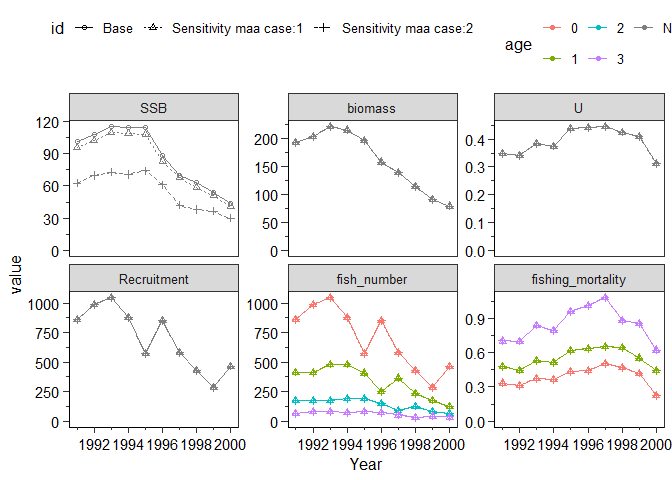 id Base Sensitivity maa case:1 Sensitivity maa case:2
age 0 2 N
1 3
SSB biomass U
120 90 60 30 0
200 150 100 50 0
0.4 0.3 0.2 0.1 0.0
value
Recruitment fish_number fishing_mortality
1000 750 500 250 0
1000 750 500 250 0
0.9 0.6 0.3 0.0
1992 1994 1996 1998 2000 1992 1994 1996 1998 2000 1992 1994 1996 1998 2000
Year